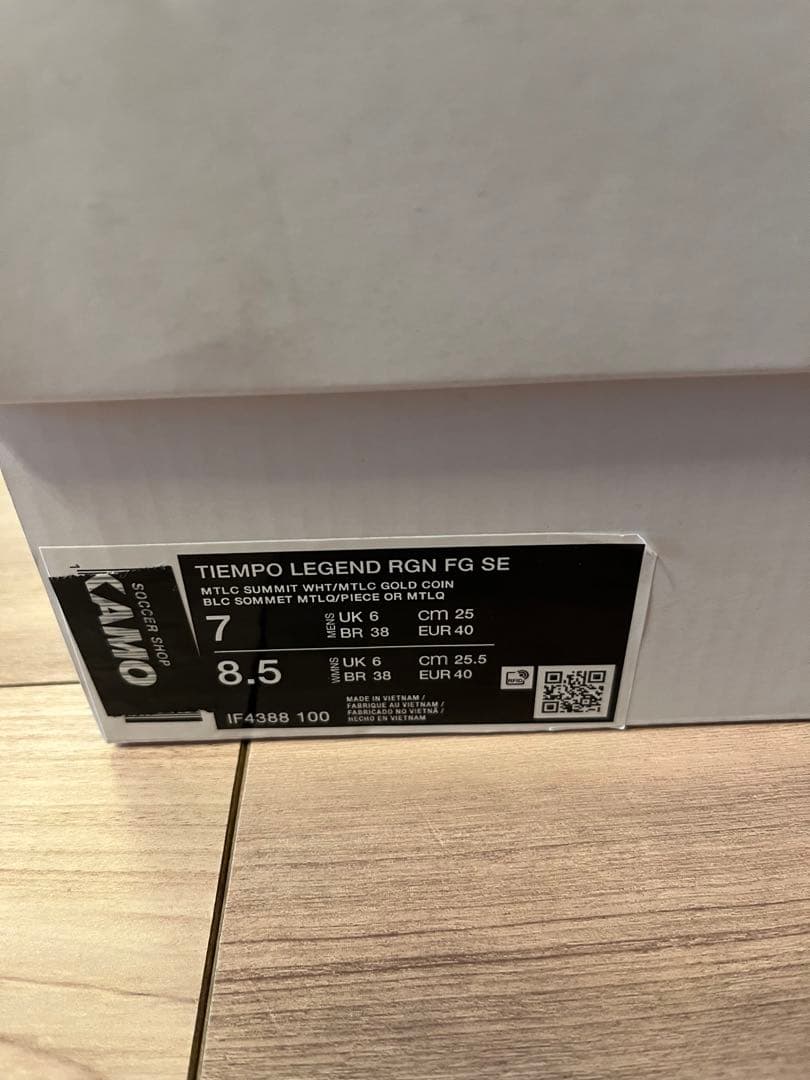 TIEMPO LEGEND RGN FG SE
MTLC SUMMIT WHT/MTLC GOLD COIN
BLC SOMMET MTLQ/PIECE OR MTLQ
7 MENS UK 6 cm 25
BR 38 EUR 40
8.5 WMNS UK 6 cm 25.5
BR 38 EUR 40
RFID
IF4388 100
MADE IN VIETNAM /
FABRIQUE AU VIETNAM /
FABRICADO NO VIETNÃ /
HECHO EN VIETNAM
SOCCER SHOP
KAMO
1